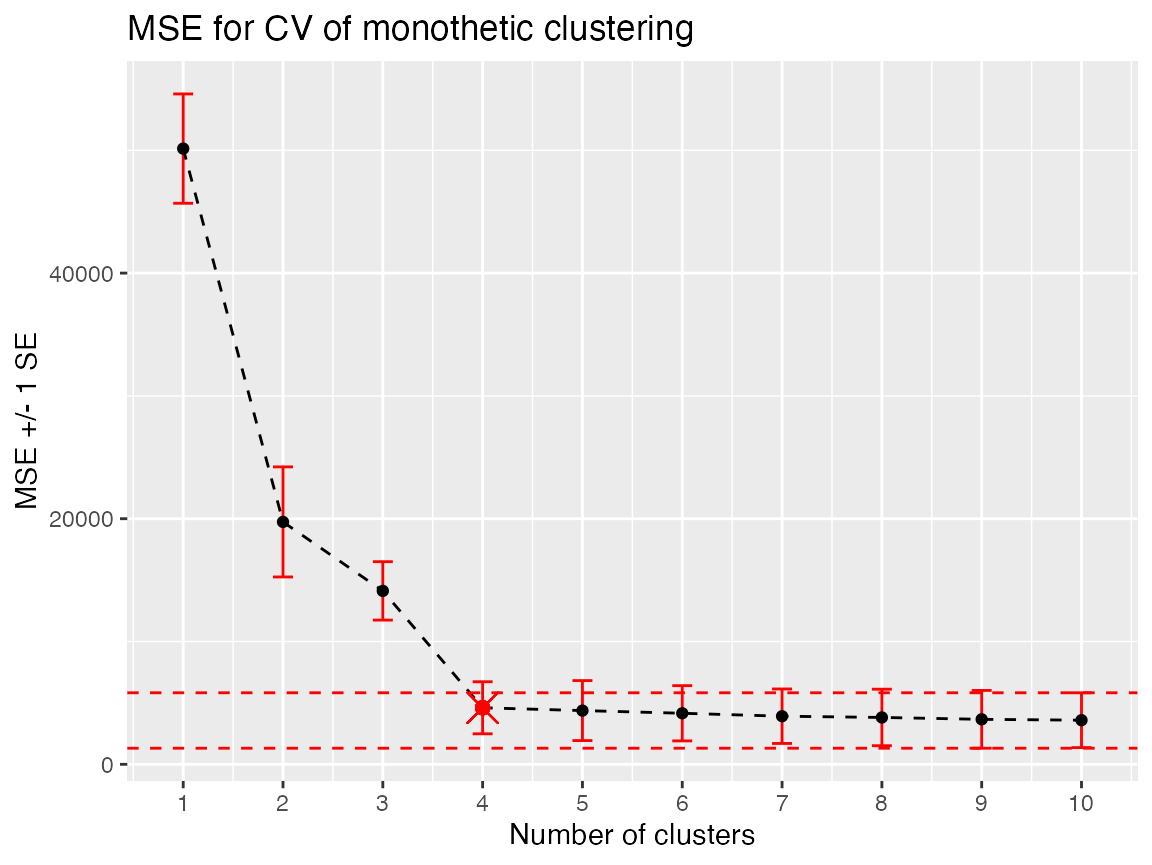 MSE for CV of monothetic clustering
MSE +/- 1 SE
40000
20000
0
1 2 3 4 5 6 7 8 9 10
Number of clusters